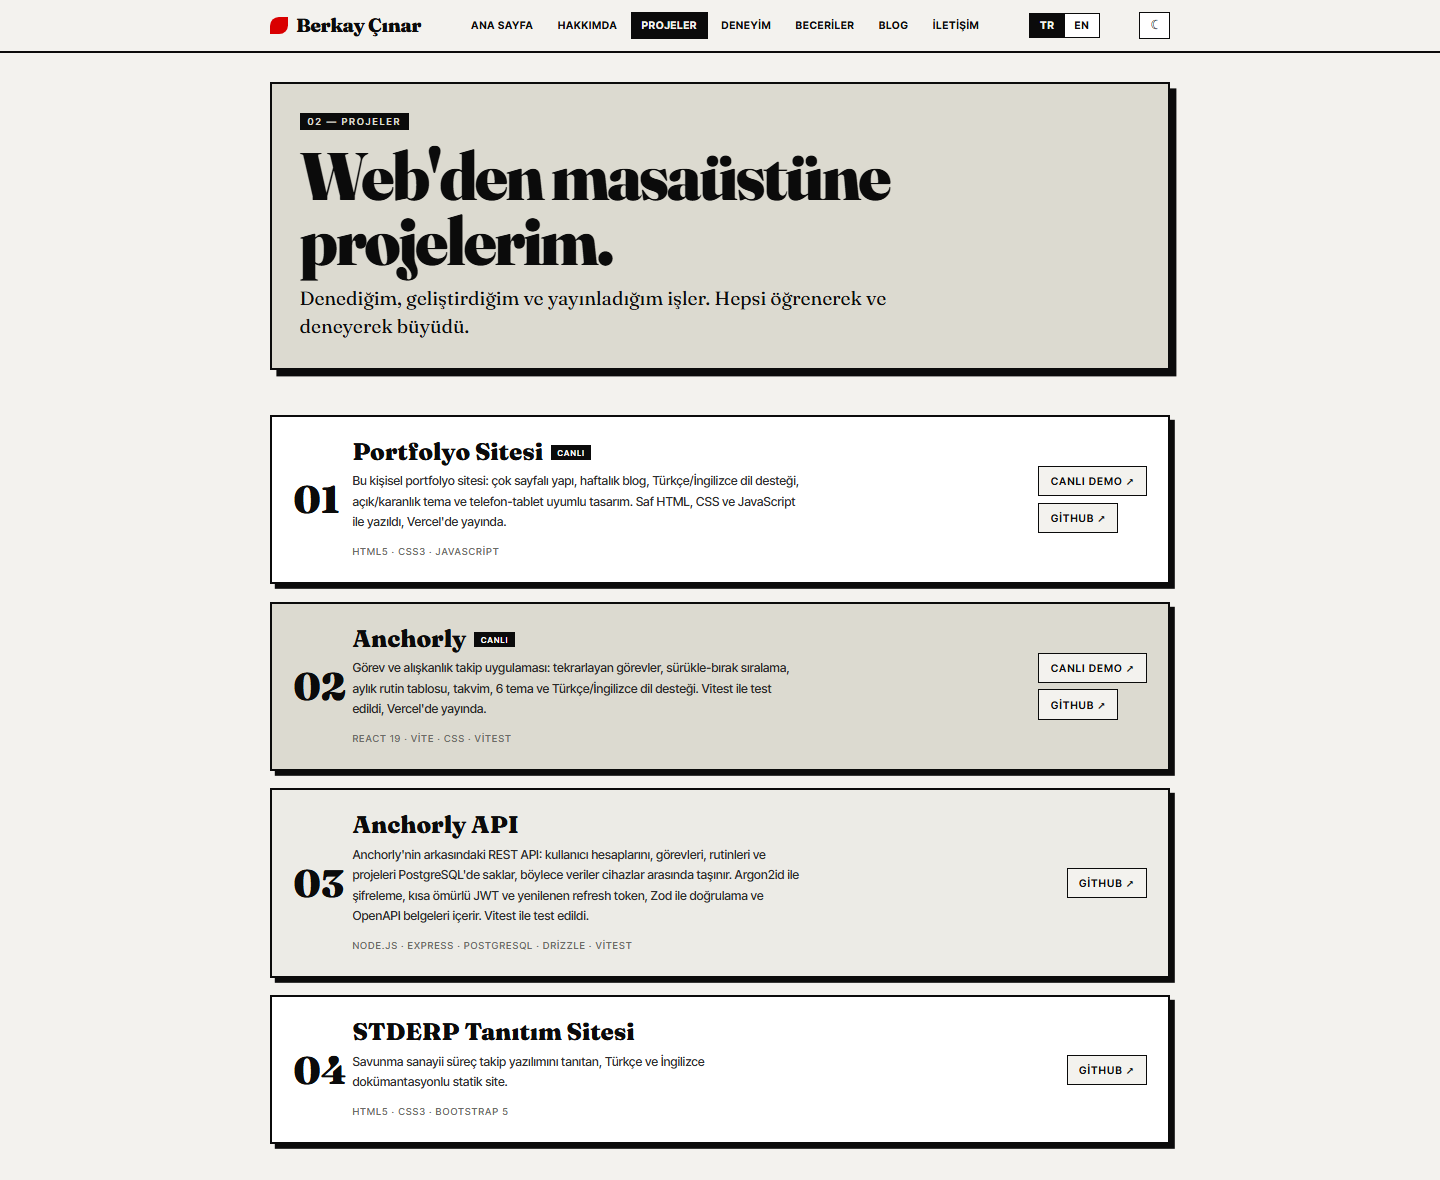 Berkay Çınar
ANA SAYFA HAKKIMDA PROJELER DENEYİM BECERİLER BLOG İLETİŞİM TR EN
02 — PROJELER
Web'den masaüstüne
projelerim.
Denediğim, geliştirdiğim ve yayınladığım işler. Hepsi öğrenerek ve
deneyerek büyüdü.
01
Portfolyo Sitesi CANLI
Bu kişisel portfolyo sitesi: çok sayfalı yapı, haftalık blog, Türkçe/İngilizce dil desteği,
açık/karanlık tema ve telefon-tablet uyumlu tasarım. Saf HTML, CSS ve JavaScript
ile yazıldı, Vercel'de yayında.
HTML5 · CSS3 · JAVASCRİPT
CANLI DEMO ↗
GİTHUB ↗
02
Anchorly CANLI
Görev ve alışkanlık takip uygulaması: tekrarlayan görevler, sürükle-bırak sıralama,
aylık rutin tablosu, takvim, 6 tema ve Türkçe/İngilizce dil desteği. Vitest ile test
edildi, Vercel'de yayında.
REACT 19 · VİTE · CSS · VİTEST
CANLI DEMO ↗
GİTHUB ↗
03
Anchorly API
Anchorly'nin arkasındaki REST API: kullanıcı hesaplarını, görevleri, rutinleri ve
projeleri PostgreSQL'de saklar, böylece veriler cihazlar arasında taşınır. Argon2id ile
şifreleme, kısa ömürlü JWT ve yenilenen refresh token, Zod ile doğrulama ve
OpenAPI belgeleri içerir. Vitest ile test edildi.
NODE.JS · EXPRESS · POSTGRESQL · DRİZZLE · VİTEST
GİTHUB ↗
04
STDERP Tanıtım Sitesi
Savunma sanayii süreç takip yazılımını tanıtan, Türkçe ve İngilizce
dokümantasyonlu statik site.
HTML5 · CSS3 · BOOTSTRAP 5
GİTHUB ↗